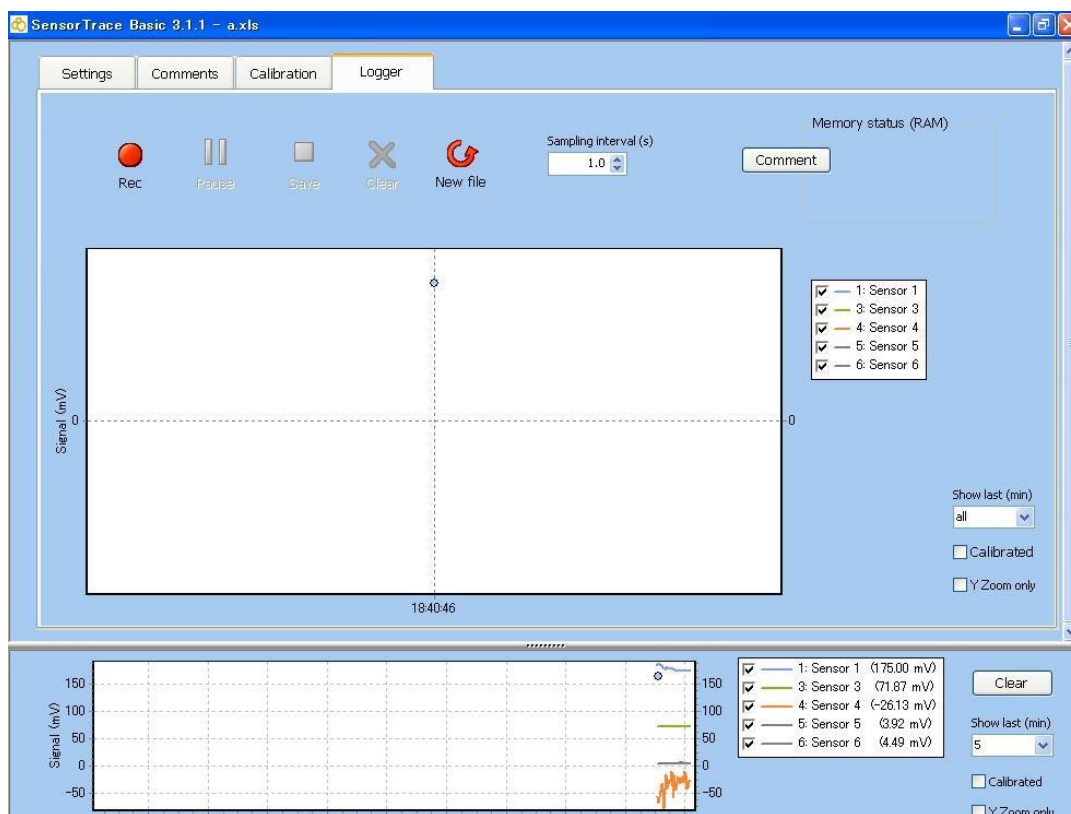 SensorTrace Basic 3.1.1 - a.xls
Settings Comments Calibration Logger
Memory status (RAM)
Sampling interval (s)
1.0
Comment
Rec Pause Save Clear New file
1: Sensor 1
3: Sensor 3
4: Sensor 4
5: Sensor 5
6: Sensor 6
Signal (mV)
0 0
Show last (min)
all
Calibrated
Y Zoom only
18:40:46
150 150
100 100
50 50
0 0
-50 -50
Signal (mV)
1: Sensor 1 (175.00 mV)
3: Sensor 3 (71.87 mV)
4: Sensor 4 (-26.13 mV)
5: Sensor 5 (3.92 mV)
6: Sensor 6 (4.49 mV)
Clear
Show last (min)
5
Calibrated
Y Zoom only